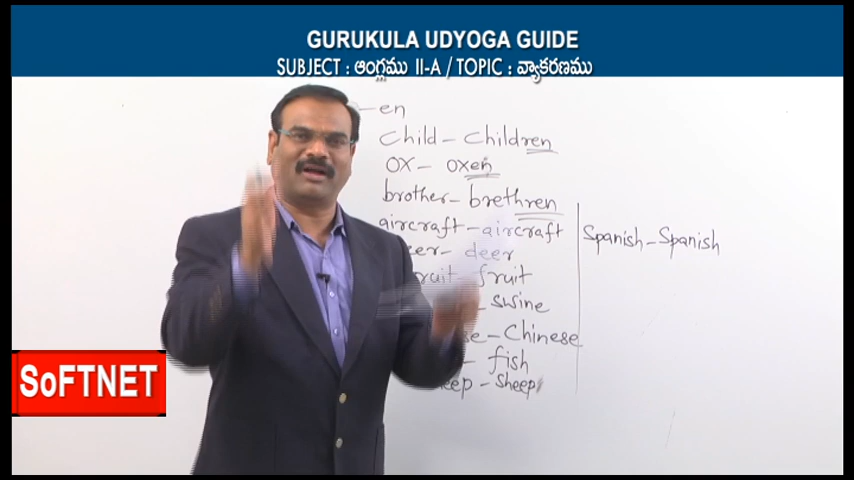 GURUKULA UDYOGA GUIDE
SUBJECT : ఆంగ్లము II-A / TOPIC : వ్యాకరణము
-en
Child - Children
OX - oxen
brother - brethren
aircraft - aircraft
deer
fruit
swine
Chinese
fish
sheep
Spanish - Spanish
SoFTNET